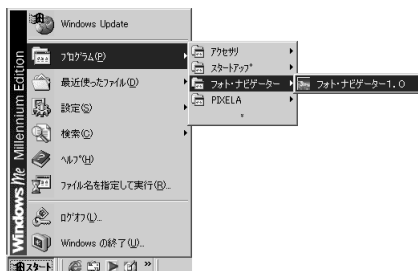 Windows Update
プログラム(P)
最近使ったファイル(D)
設定(S)
検索(C)
ヘルプ(H)
ファイル名を指定して実行(R)...
ログオフ(L)...
Windows の終了(U)...
アクセサリ
スタートアップ
フォト・ナビゲーター
PIXELA
フォト・ナビゲーター1.0
Windows Me Millennium Edition
スタート
»